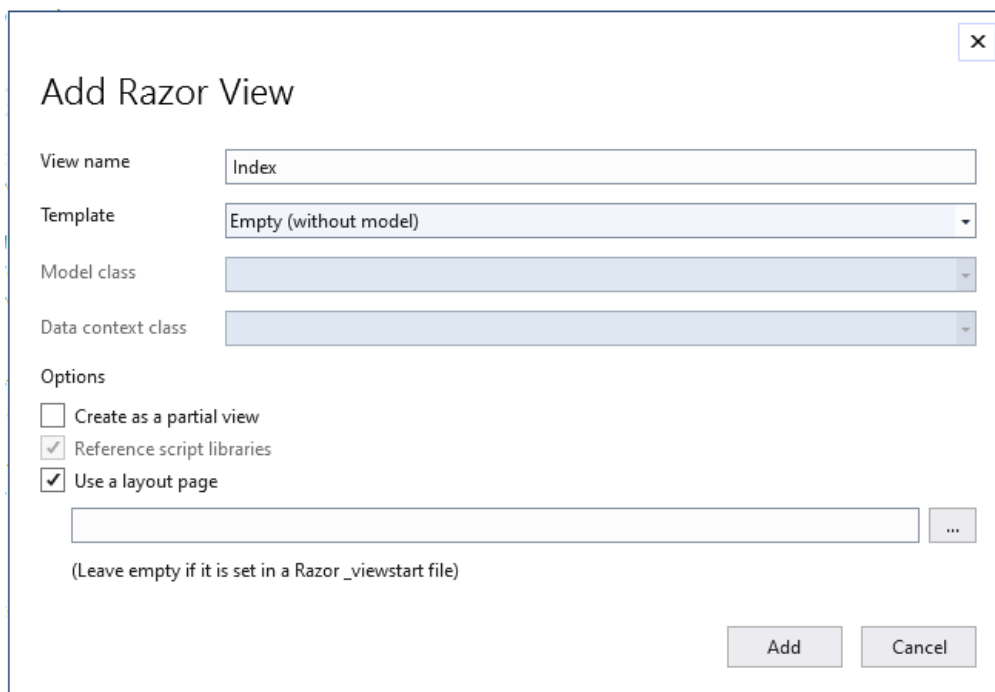 Add Razor View
View name
Index
Template
Empty (without model)
Model class
Data context class
Options
Create as a partial view
Reference script libraries
Use a layout page
...
(Leave empty if it is set in a Razor _viewstart file)
Add
Cancel